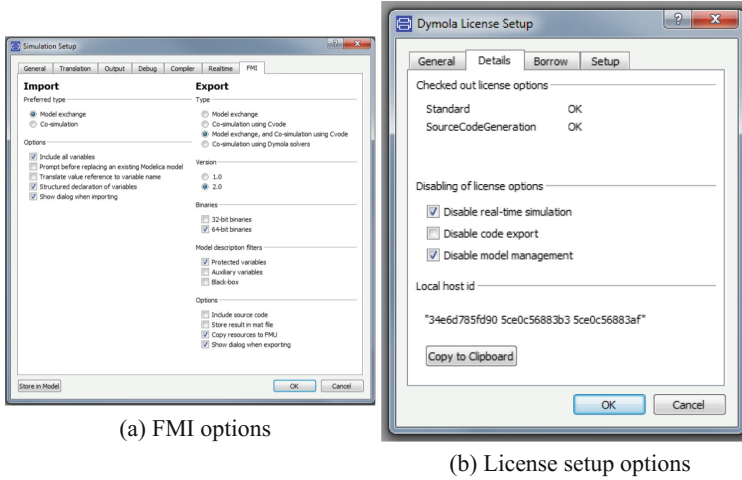 Simulation Setup
General Translation Output Debug Compiler Realtime FMI
Import
Preferred type
Model exchange
Co-simulation
Options
Include all variables
Prompt before replacing an existing Modelica model
Translate value reference to variable name
Structured declaration of variables
Show dialog when importing
Export
Type
Model exchange
Co-simulation using Cvode
Model exchange, and Co-simulation using Cvode
Co-simulation using Dymola solvers
Version
1.0
2.0
Binaries
32-bit binaries
64-bit binaries
Model description filters
Protected variables
Auxiliary variables
Black-box
Options
Include source code
Store result in mat file
Copy resources to FMU
Show dialog when exporting
Store in Model OK Cancel
(a) FMI options
Dymola License Setup
General Details Borrow Setup
Checked out license options
Standard OK
SourceCodeGeneration OK
Disabling of license options
Disable real-time simulation
Disable code export
Disable model management
Local host id
"34e6d785fd90 5ce0c56883b3 5ce0c56883af"
Copy to Clipboard
OK Cancel
(b) License setup options